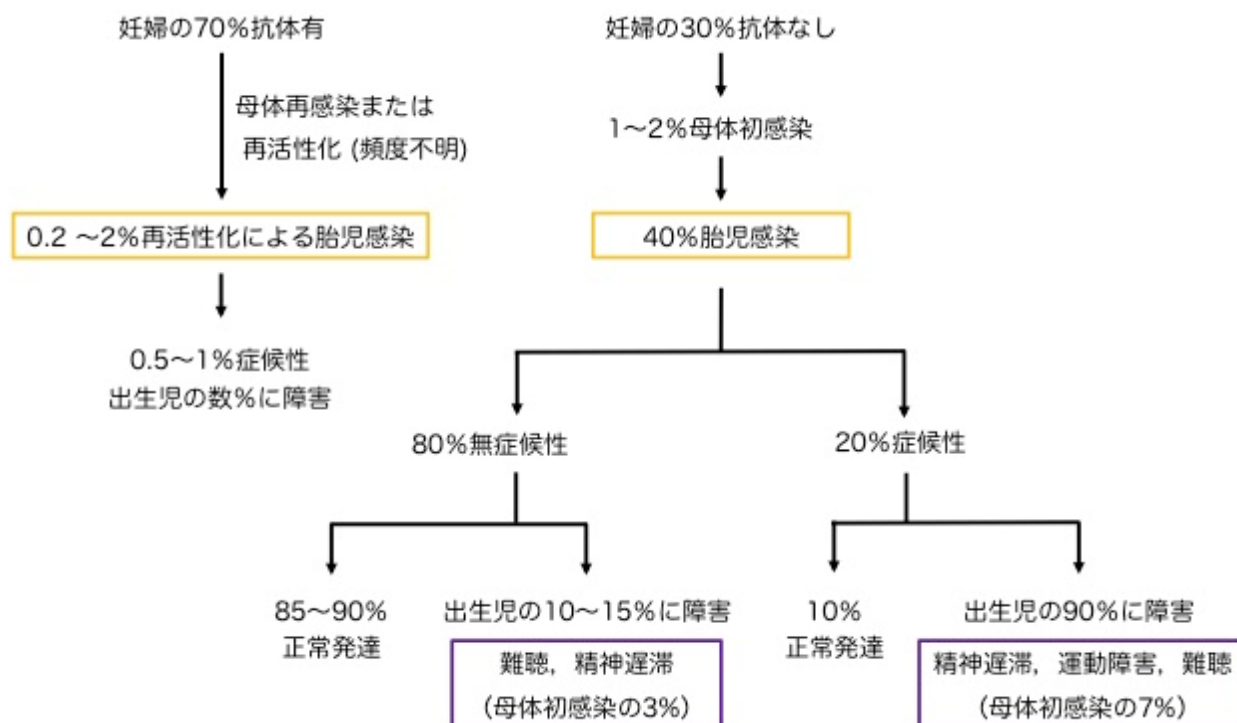 妊婦の70%抗体有
母体再感染または
再活性化 (頻度不明)
0.2 〜2%再活性化による胎児感染
0.5〜1%症候性
出生児の数%に障害
妊婦の30%抗体なし
1〜2%母体初感染
40%胎児感染
80%無症候性
20%症候性
85〜90%
正常発達
出生児の10〜15%に障害
難聴，精神遅滞
（母体初感染の3%）
10%
正常発達
出生児の90%に障害
精神遅滞，運動障害，難聴
（母体初感染の7%）